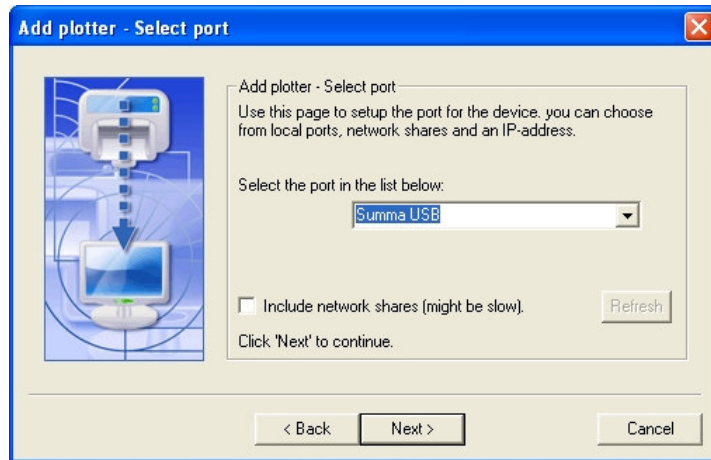 Add plotter - Select port
Add plotter - Select port
Use this page to setup the port for the device. you can choose
from local ports, network shares and an IP-address.
Select the port in the list below:
Summa USB
Include network shares (might be slow).
Refresh
Click 'Next' to continue.
< Back
Next >
Cancel